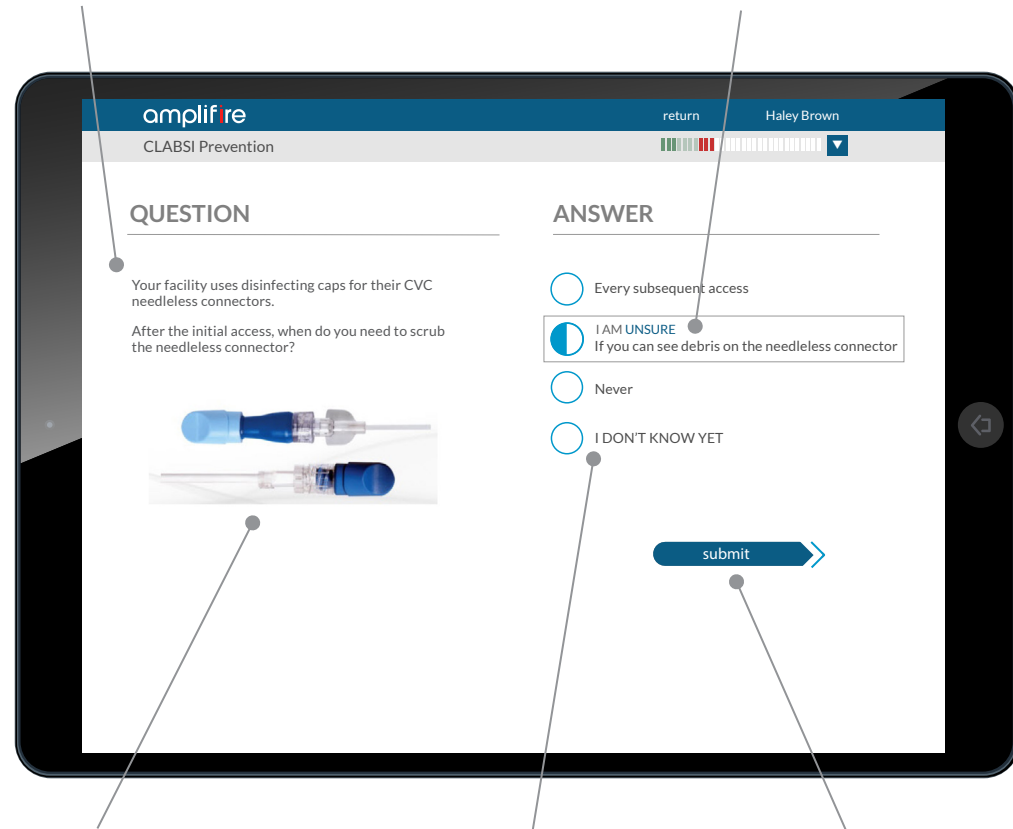 amplifire
return
Haley Brown
CLABSI Prevention
QUESTION
Your facility uses disinfecting caps for their CVC
needleless connectors.
After the initial access, when do you need to scrub
the needleless connector?
ANSWER
Every subsequent access
I AM UNSURE
If you can see debris on the needleless connector
Never
I DON'T KNOW YET
submit